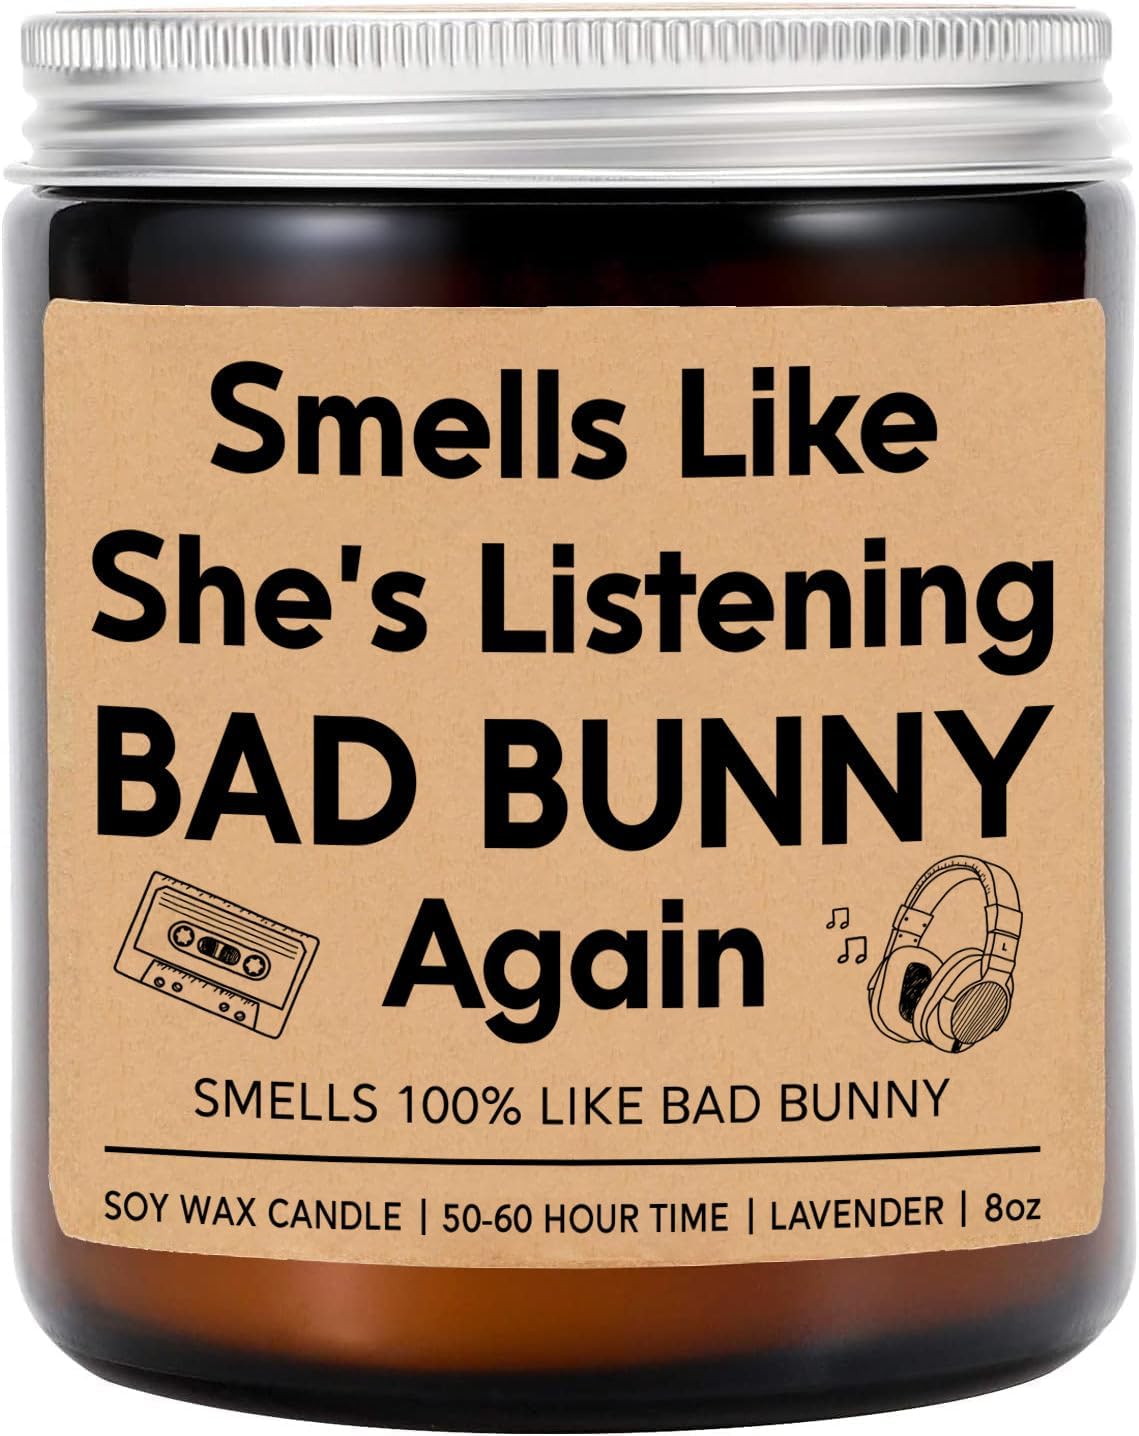 Smells Like
She's Listening
BAD BUNNY
Again
L
SMELLS 100% LIKE BAD BUNNY
SOY WAX CANDLE | 50-60 HOUR TIME | LAVENDER | 8oz